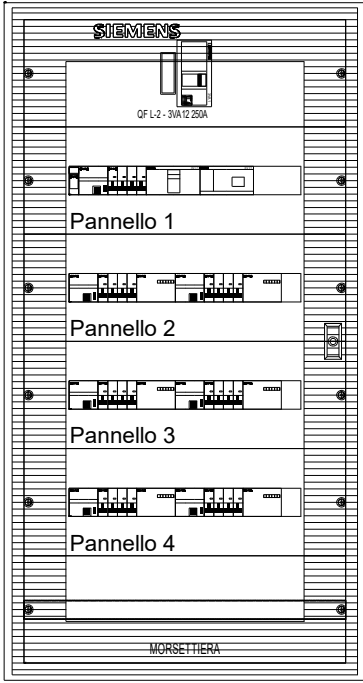 SIEMENS
QF L-2 - 3VA12 250A
Pannello 1
Pannello 2
Pannello 3
Pannello 4
MORSETTIERA